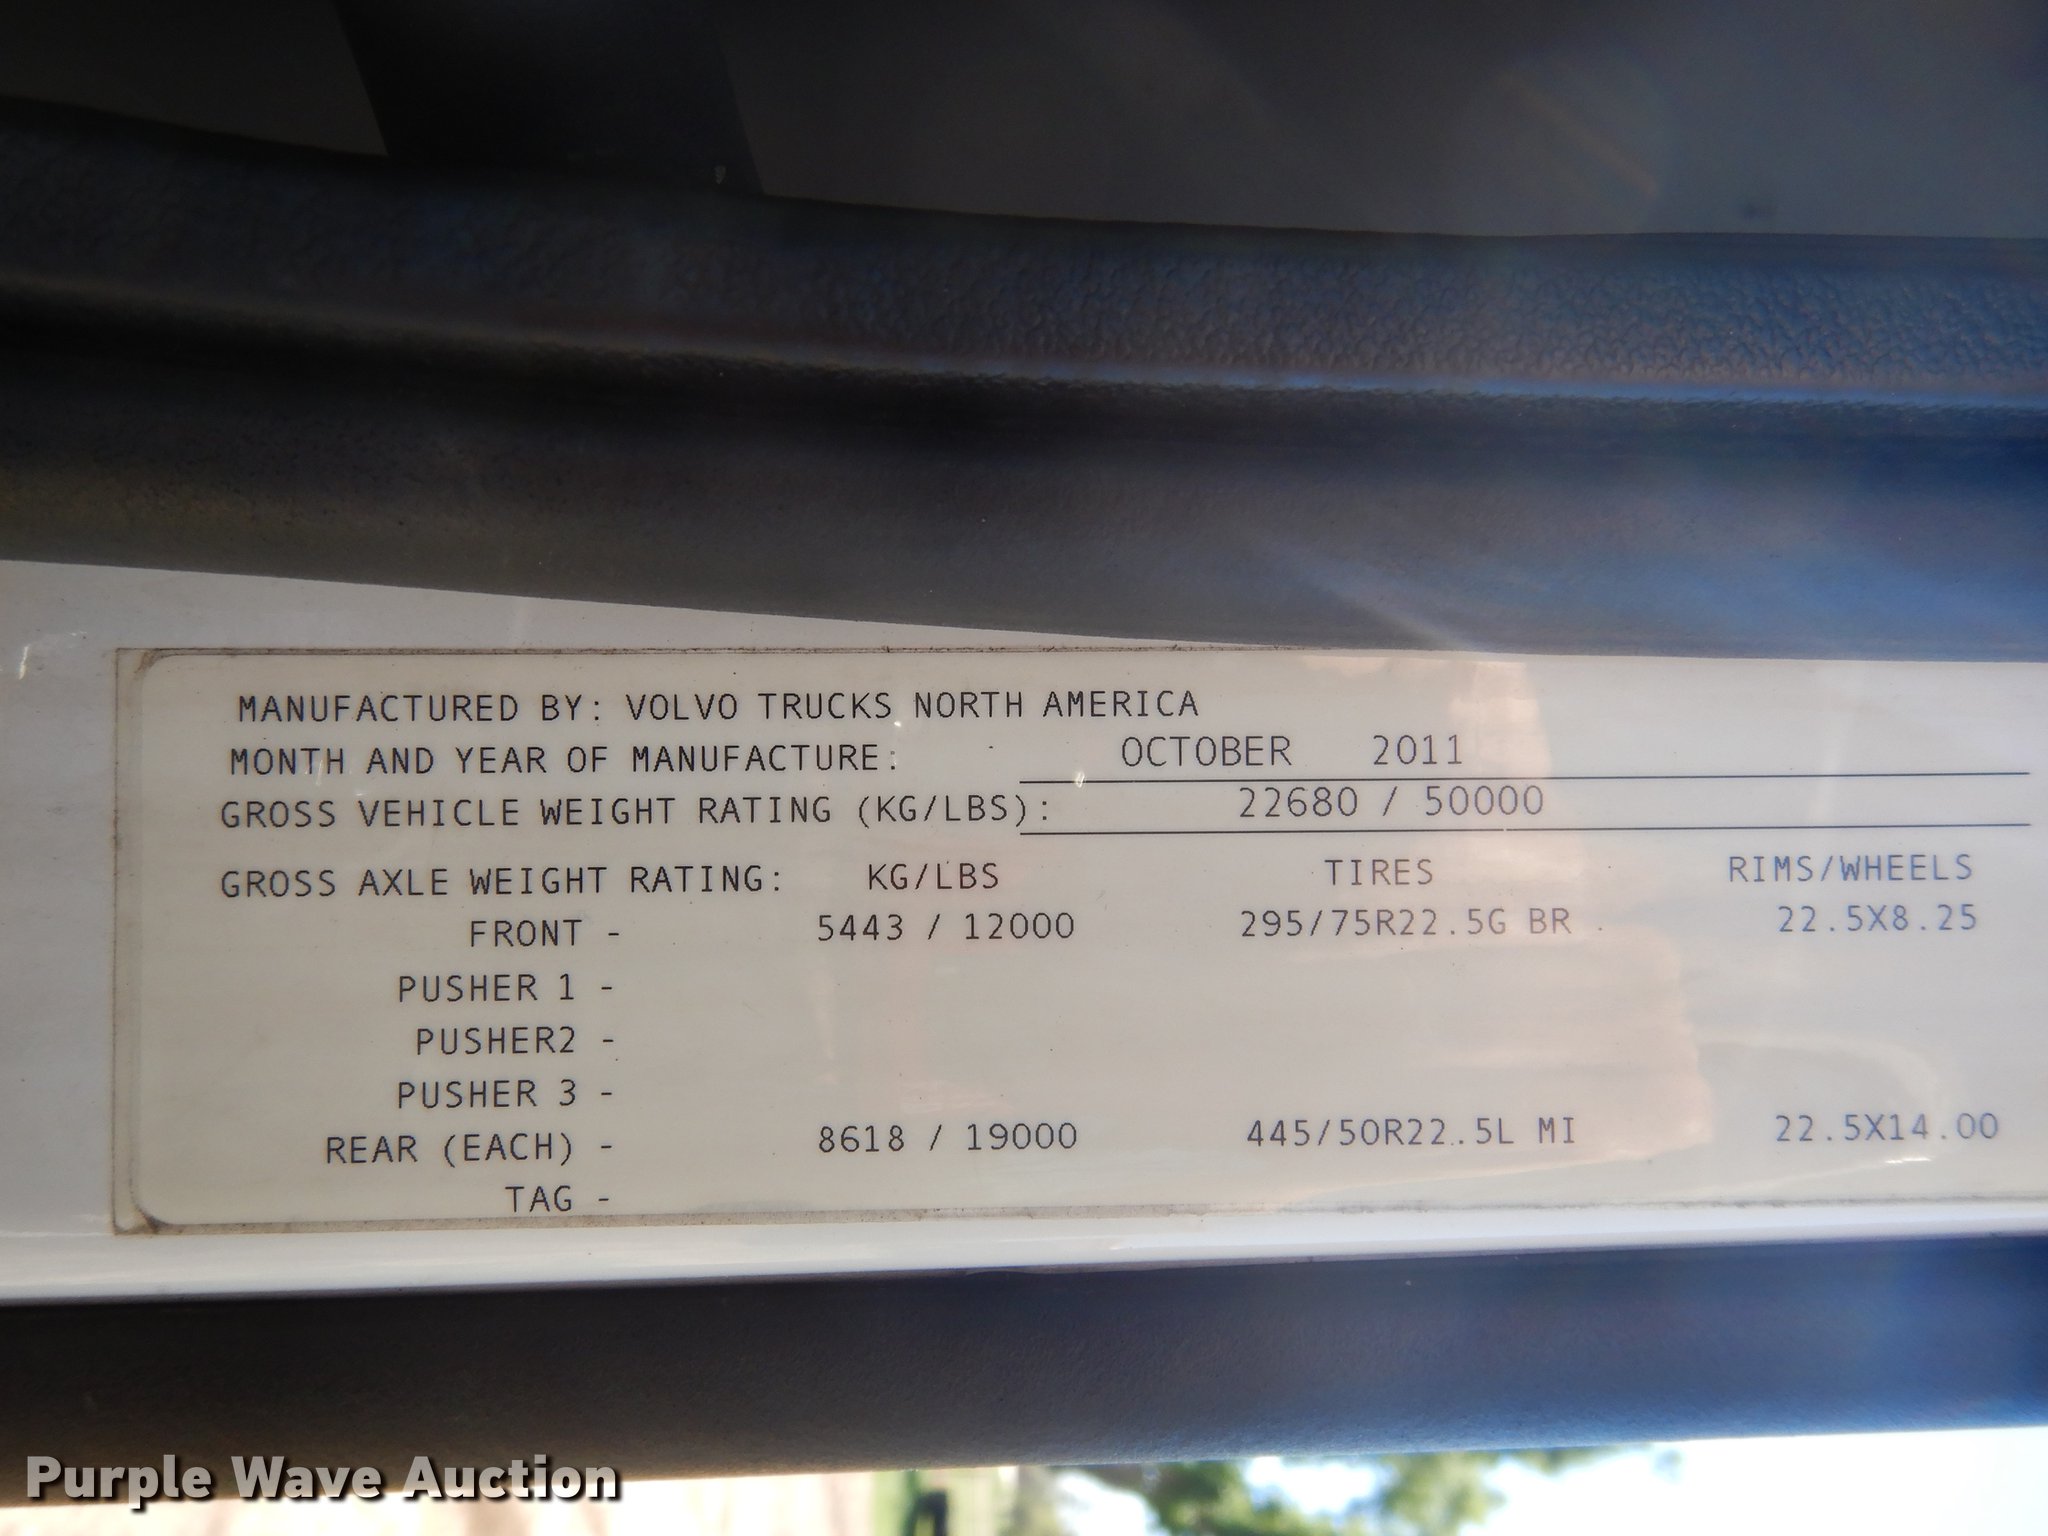 MANUFACTURED BY: VOLVO TRUCKS NORTH AMERICA
MONTH AND YEAR OF MANUFACTURE: OCTOBER 2011
GROSS VEHICLE WEIGHT RATING (KG/LBS): 22680 / 50000
GROSS AXLE WEIGHT RATING: KG/LBS TIRES RIMS/WHEELS
FRONT - 5443 / 12000 295/75R22.5G BR 22.5X8.25
PUSHER 1 -
PUSHER2 -
PUSHER 3 -
REAR (EACH) - 8618 / 19000 445/50R22.5L MI 22.5X14.00
TAG -
Purple Wave Auction